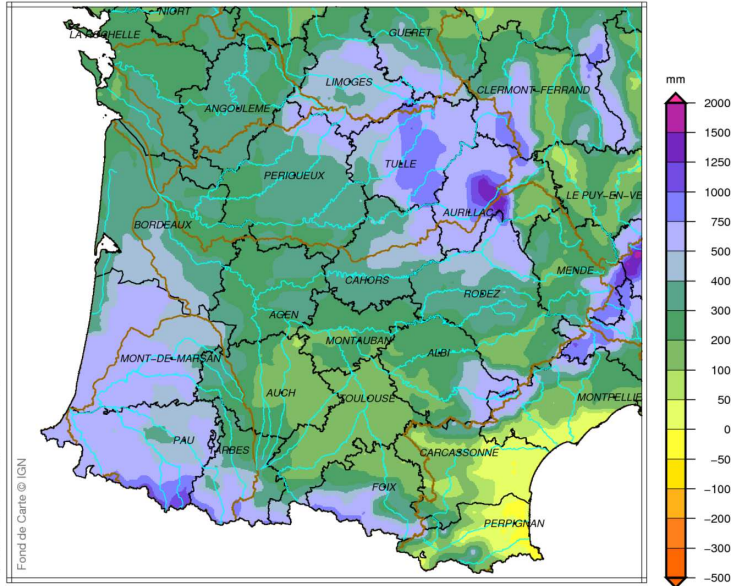 NIORT
LA ROCHELLE
GUERET
LIMOGES
CLERMONT-FERRAND
ANGOULEME
TULLE
PERIGUEUX
LE PUY-EN-VE
AURILLAC
BORDEAUX
MENDE
CAHORS
RODEZ
AGEN
MONTAUBAN
ALBI
MONT-DE-MARSAN
AUCH
TOULOUSE
MONTPELLIE
PAU
TARBES
CARCASSONNE
FOIX
PERPIGNAN
Fond de Carte © IGN
mm
2000
1500
1250
1000
750
500
400
300
200
100
50
0
-50
-100
-200
-300
-500